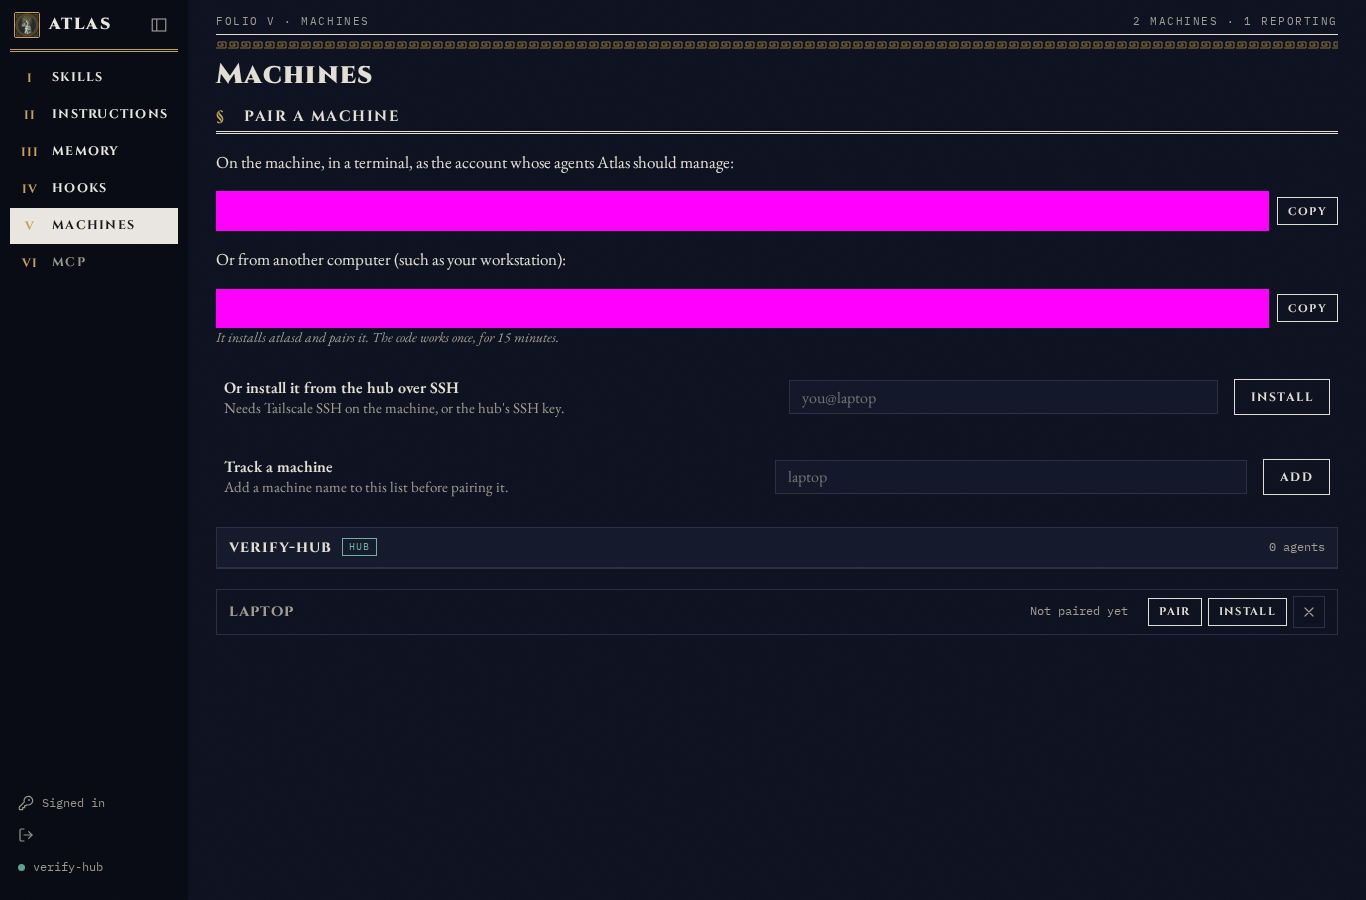 ATLAS
I SKILLS
II INSTRUCTIONS
III MEMORY
IV HOOKS
V MACHINES
VI MCP
Signed in
verify-hub
FOLIO V · MACHINES
2 MACHINES · 1 REPORTING
Machines
§ PAIR A MACHINE
On the machine, in a terminal, as the account whose agents Atlas should manage:
COPY
Or from another computer (such as your workstation):
COPY
It installs atlasd and pairs it. The code works once, for 15 minutes.
Or install it from the hub over SSH
Needs Tailscale SSH on the machine, or the hub's SSH key.
you@laptop
INSTALL
Track a machine
Add a machine name to this list before pairing it.
laptop
ADD
VERIFY-HUB HUB 0 agents
LAPTOP Not paired yet PAIR INSTALL